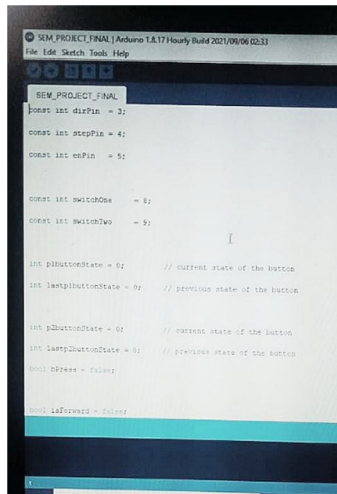 SEM_PROJECT_FINAL | Arduino 1.8.17 Hourly Build 2021/09/06 02:33
File Edit Sketch Tools Help
SEM_PROJECT_FINAL
const int dirPin = 3;
const int stepPin = 4;
const int enPin = 5;
const int switchOne = 8;
const int switchTwo = 9;
int p1buttonState = 0; // current state of the button
int lastp1buttonState = 0; // previous state of the button
int p2buttonState = 0; // current state of the button
int lastp2buttonState = 0; // previous state of the button
bool bPress = false;
bool isForward = false;
1